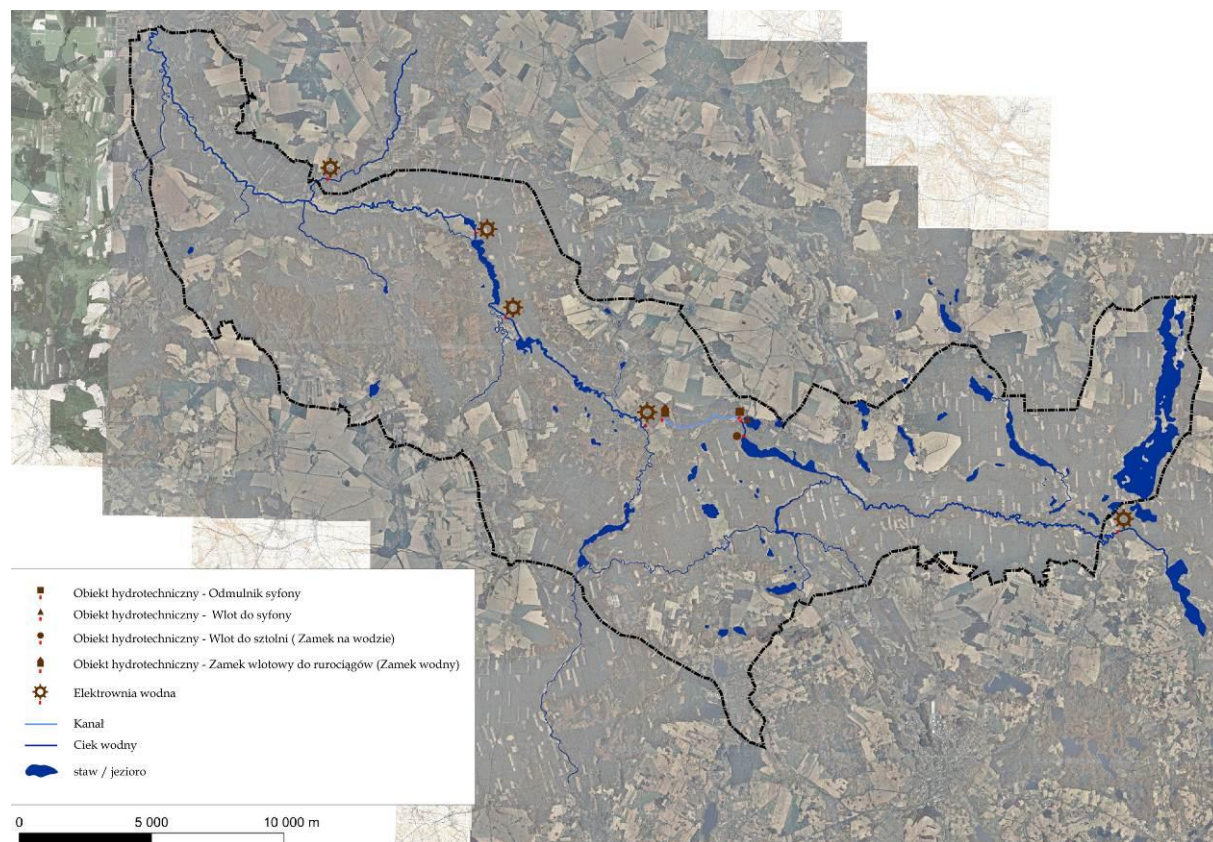 Obiekt hydrotechniczny - Odmulnik syfony
Obiekt hydrotechniczny - Wlot do syfony
Obiekt hydrotechniczny - Wlot do sztolni ( Zamek na wodzie)
Obiekt hydrotechniczny - Zamek wlotowy do rurociągów (Zamek wodny)
Elektrownia wodna
Kanał
Ciek wodny
staw / jezioro
0 5 000 10 000 m